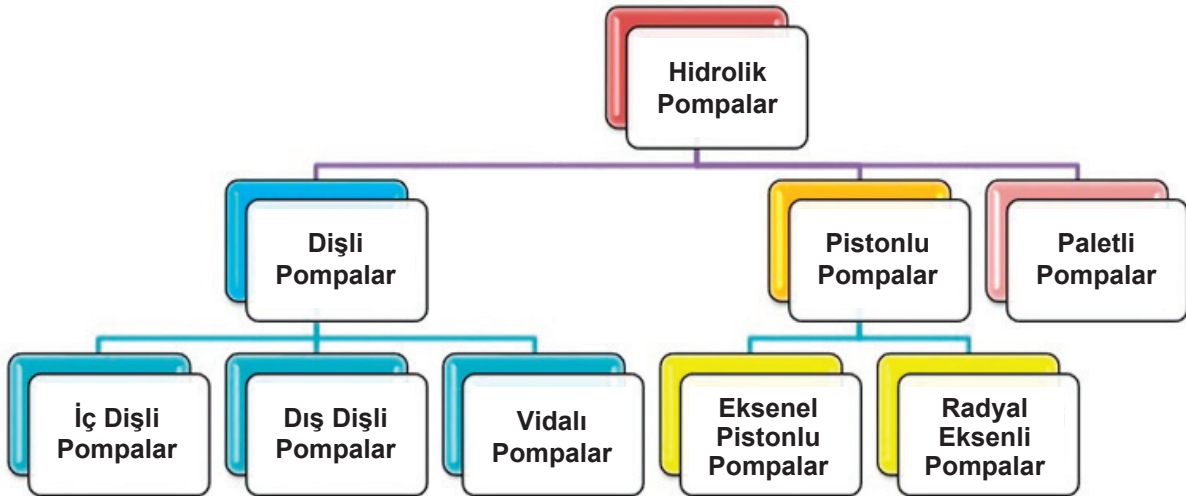 Hidrolik
Pompalar
Dişli
Pompalar
Pistonlu
Pompalar
Paletli
Pompalar
İç Dişli
Pompalar
Dış Dişli
Pompalar
Vidalı
Pompalar
Eksenel
Pistonlu
Pompalar
Radyal
Eksenli
Pompalar